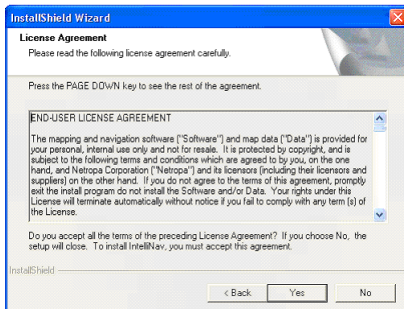 InstallShield Wizard
License Agreement
Please read the following license agreement carefully.
Press the PAGE DOWN key to see the rest of the agreement.
END-USER LICENSE AGREEMENT
The mapping and navigation software ("Software") and map data ("Data") is provided for
your personal, internal use only and not for resale. It is protected by copyright, and is
subject to the following terms and conditions which are agreed to by you, on the one
hand, and Netropa Corporation ("Netropa") and its licensors (including their licensors and
suppliers) on the other hand. If you do not agree to the terms of this agreement, promptly
exit the install program do not install the Software and/or Data. Your rights under this
License will terminate automatically without notice if you fail to comply with any term (s) of
the License.
Do you accept all the terms of the preceding License Agreement? If you choose No, the
setup will close. To install IntelliNav, you must accept this agreement.
InstallShield
< Back Yes No